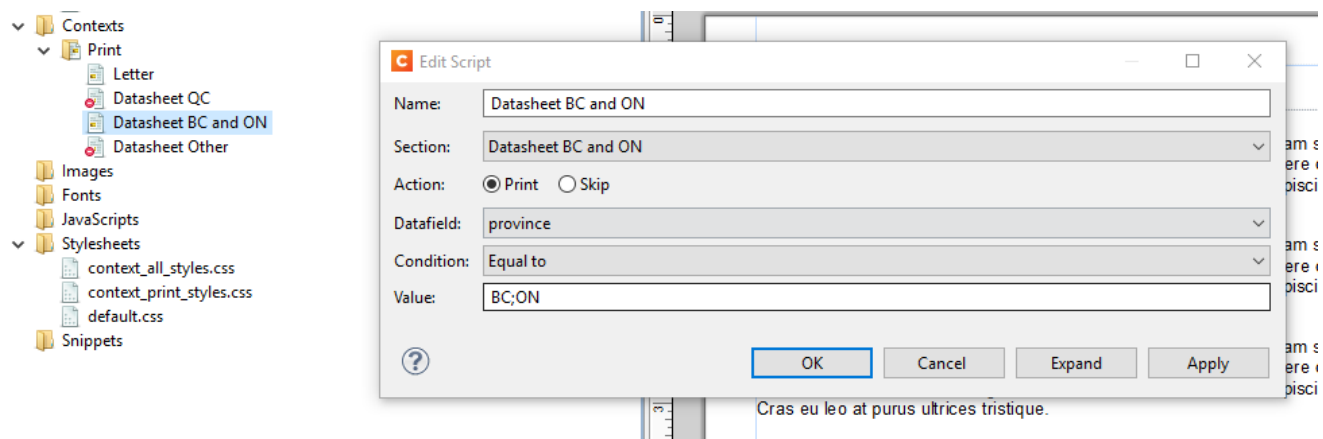 Contexts
Print
Letter
Datasheet QC
Datasheet BC and ON
Datasheet Other
Images
Fonts
JavaScripts
Stylesheets
context_all_styles.css
context_print_styles.css
default.css
Snippets
0
C Edit Script
Name: Datasheet BC and ON
Section: Datasheet BC and ON
Action: Print Skip
Datafield: province
Condition: Equal to
Value: BC;ON
? OK Cancel Expand Apply
3
Cras eu leo at purus ultrices tristique.